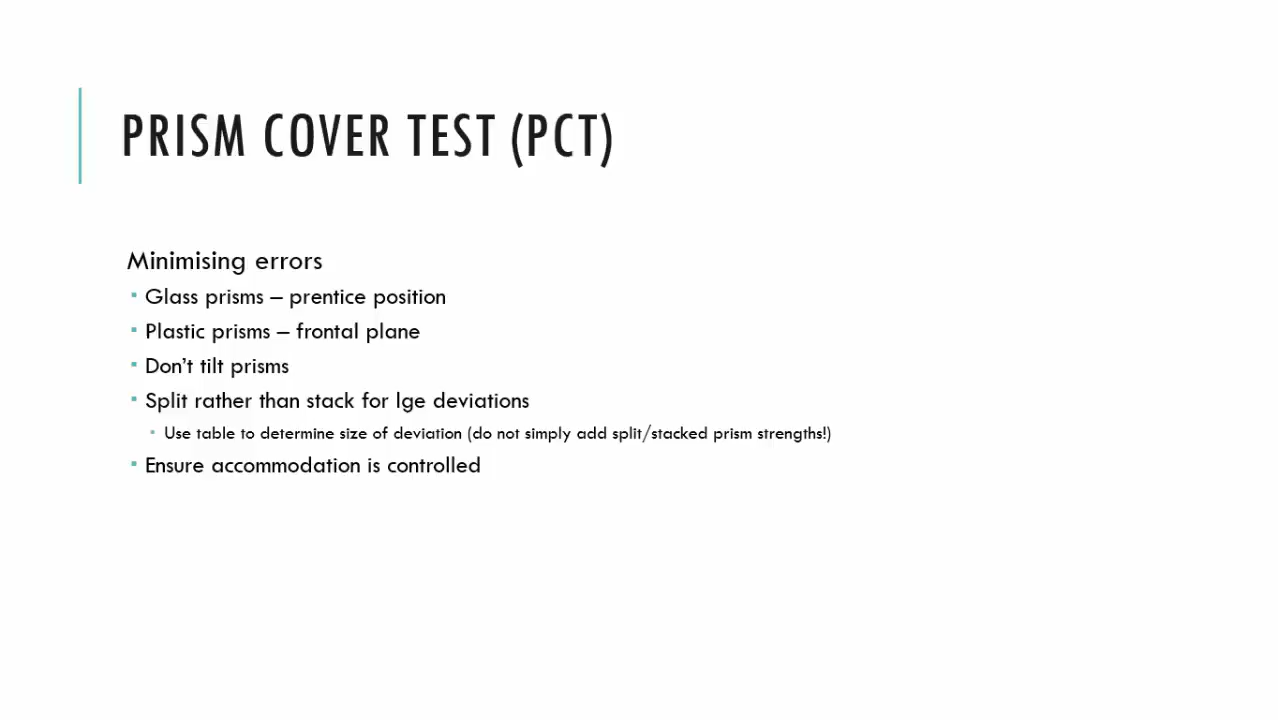 PRISM COVER TEST (PCT)
Minimising errors
▪ Glass prisms – prentice position
▪ Plastic prisms – frontal plane
▪ Don't tilt prisms
▪ Split rather than stack for lge deviations
▪ Use table to determine size of deviation (do not simply add split/stacked prism strengths!)
▪ Ensure accommodation is controlled